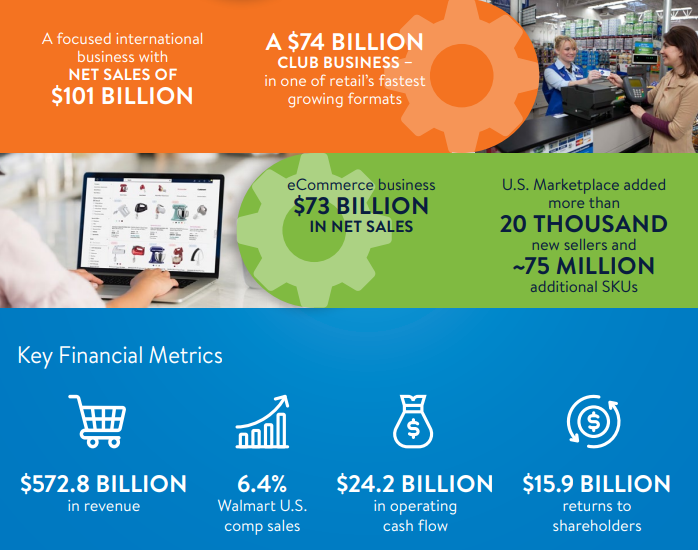 A focused international
business with
NET SALES OF
$101 BILLION
A $74 BILLION
CLUB BUSINESS –
in one of retail's fastest
growing formats
eCommerce business
$73 BILLION
IN NET SALES
U.S. Marketplace added
more than
20 THOUSAND
new sellers and
~75 MILLION
additional SKUs
Key Financial Metrics
$572.8 BILLION
in revenue
6.4%
Walmart U.S.
comp sales
$24.2 BILLION
in operating
cash flow
$15.9 BILLION
returns to
shareholders